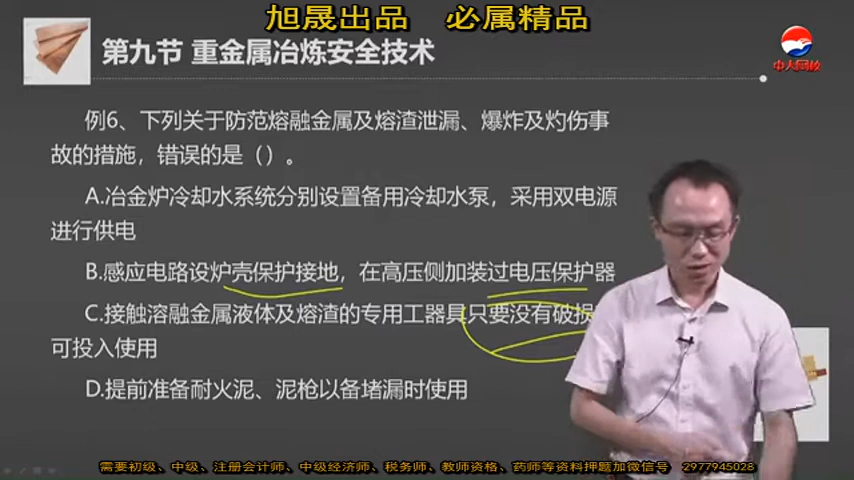 旭晟出品 必属精品
第九节 重金属冶炼安全技术
中大网校
例6、下列关于防范熔融金属及熔渣泄漏、爆炸及灼伤事
故的措施，错误的是（）。
A.冶金炉冷却水系统分别设置备用冷却水泵，采用双电源
进行供电
B.感应电路设炉壳保护接地，在高压侧加装过电压保护器
C.接触溶融金属液体及熔渣的专用工器具只要没有破损
可投入使用
D.提前准备耐火泥、泥枪以备堵漏时使用
需要初级、中级、注册会计师、中级经济师、税务师、教师资格、药师等资料押题加微信号 2977945028